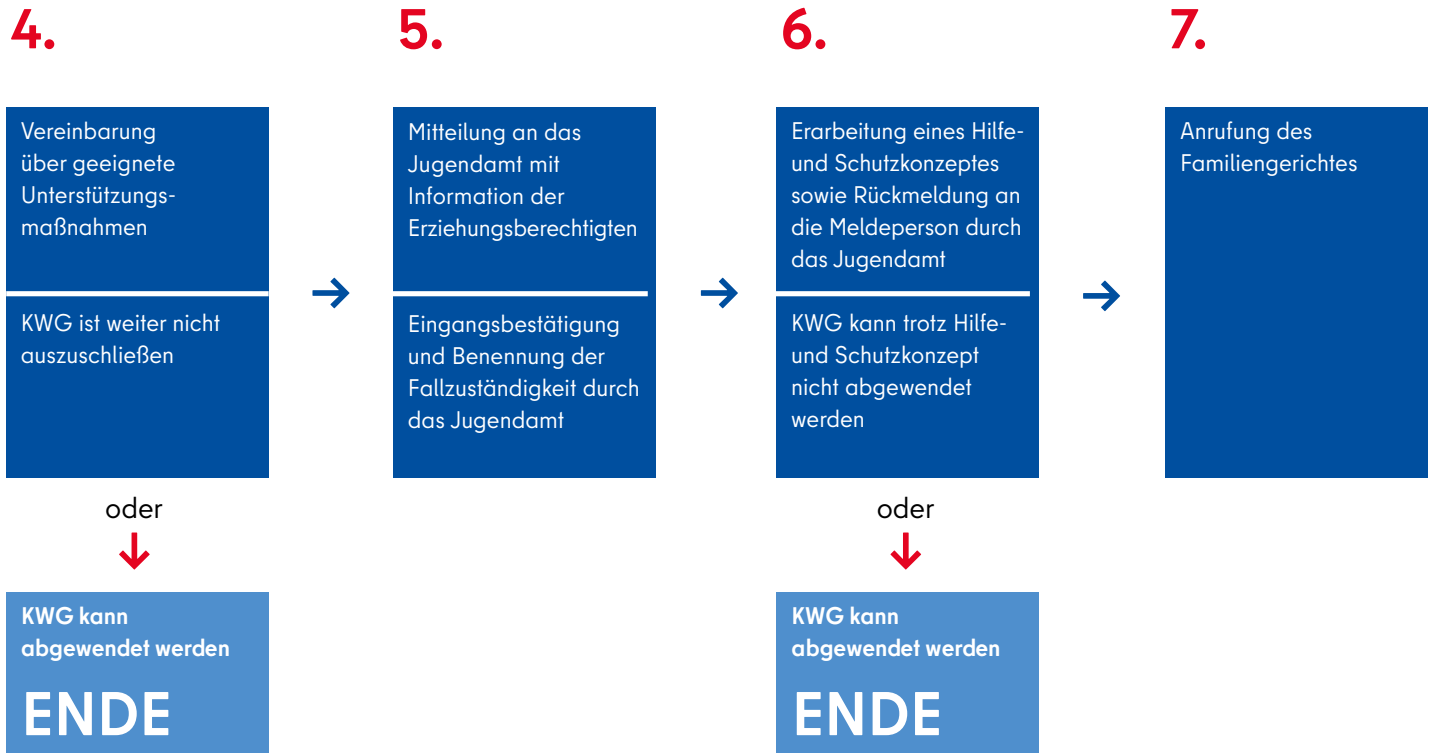 4.
Vereinbarung
über geeignete
Unterstützungs-
maßnahmen
KWG ist weiter nicht
auszuschließen
oder
KWG kann
abgewendet werden
ENDE
5.
Mitteilung an das
Jugendamt mit
Information der
Erziehungsberechtigten
Eingangsbestätigung
und Benennung der
Fallzuständigkeit durch
das Jugendamt
6.
Erarbeitung eines Hilfe-
und Schutzkonzeptes
sowie Rückmeldung an
die Meldeperson durch
das Jugendamt
KWG kann trotz Hilfe-
und Schutzkonzept
nicht abgewendet
werden
oder
KWG kann
abgewendet werden
ENDE
7.
Anrufung des
Familiengerichtes